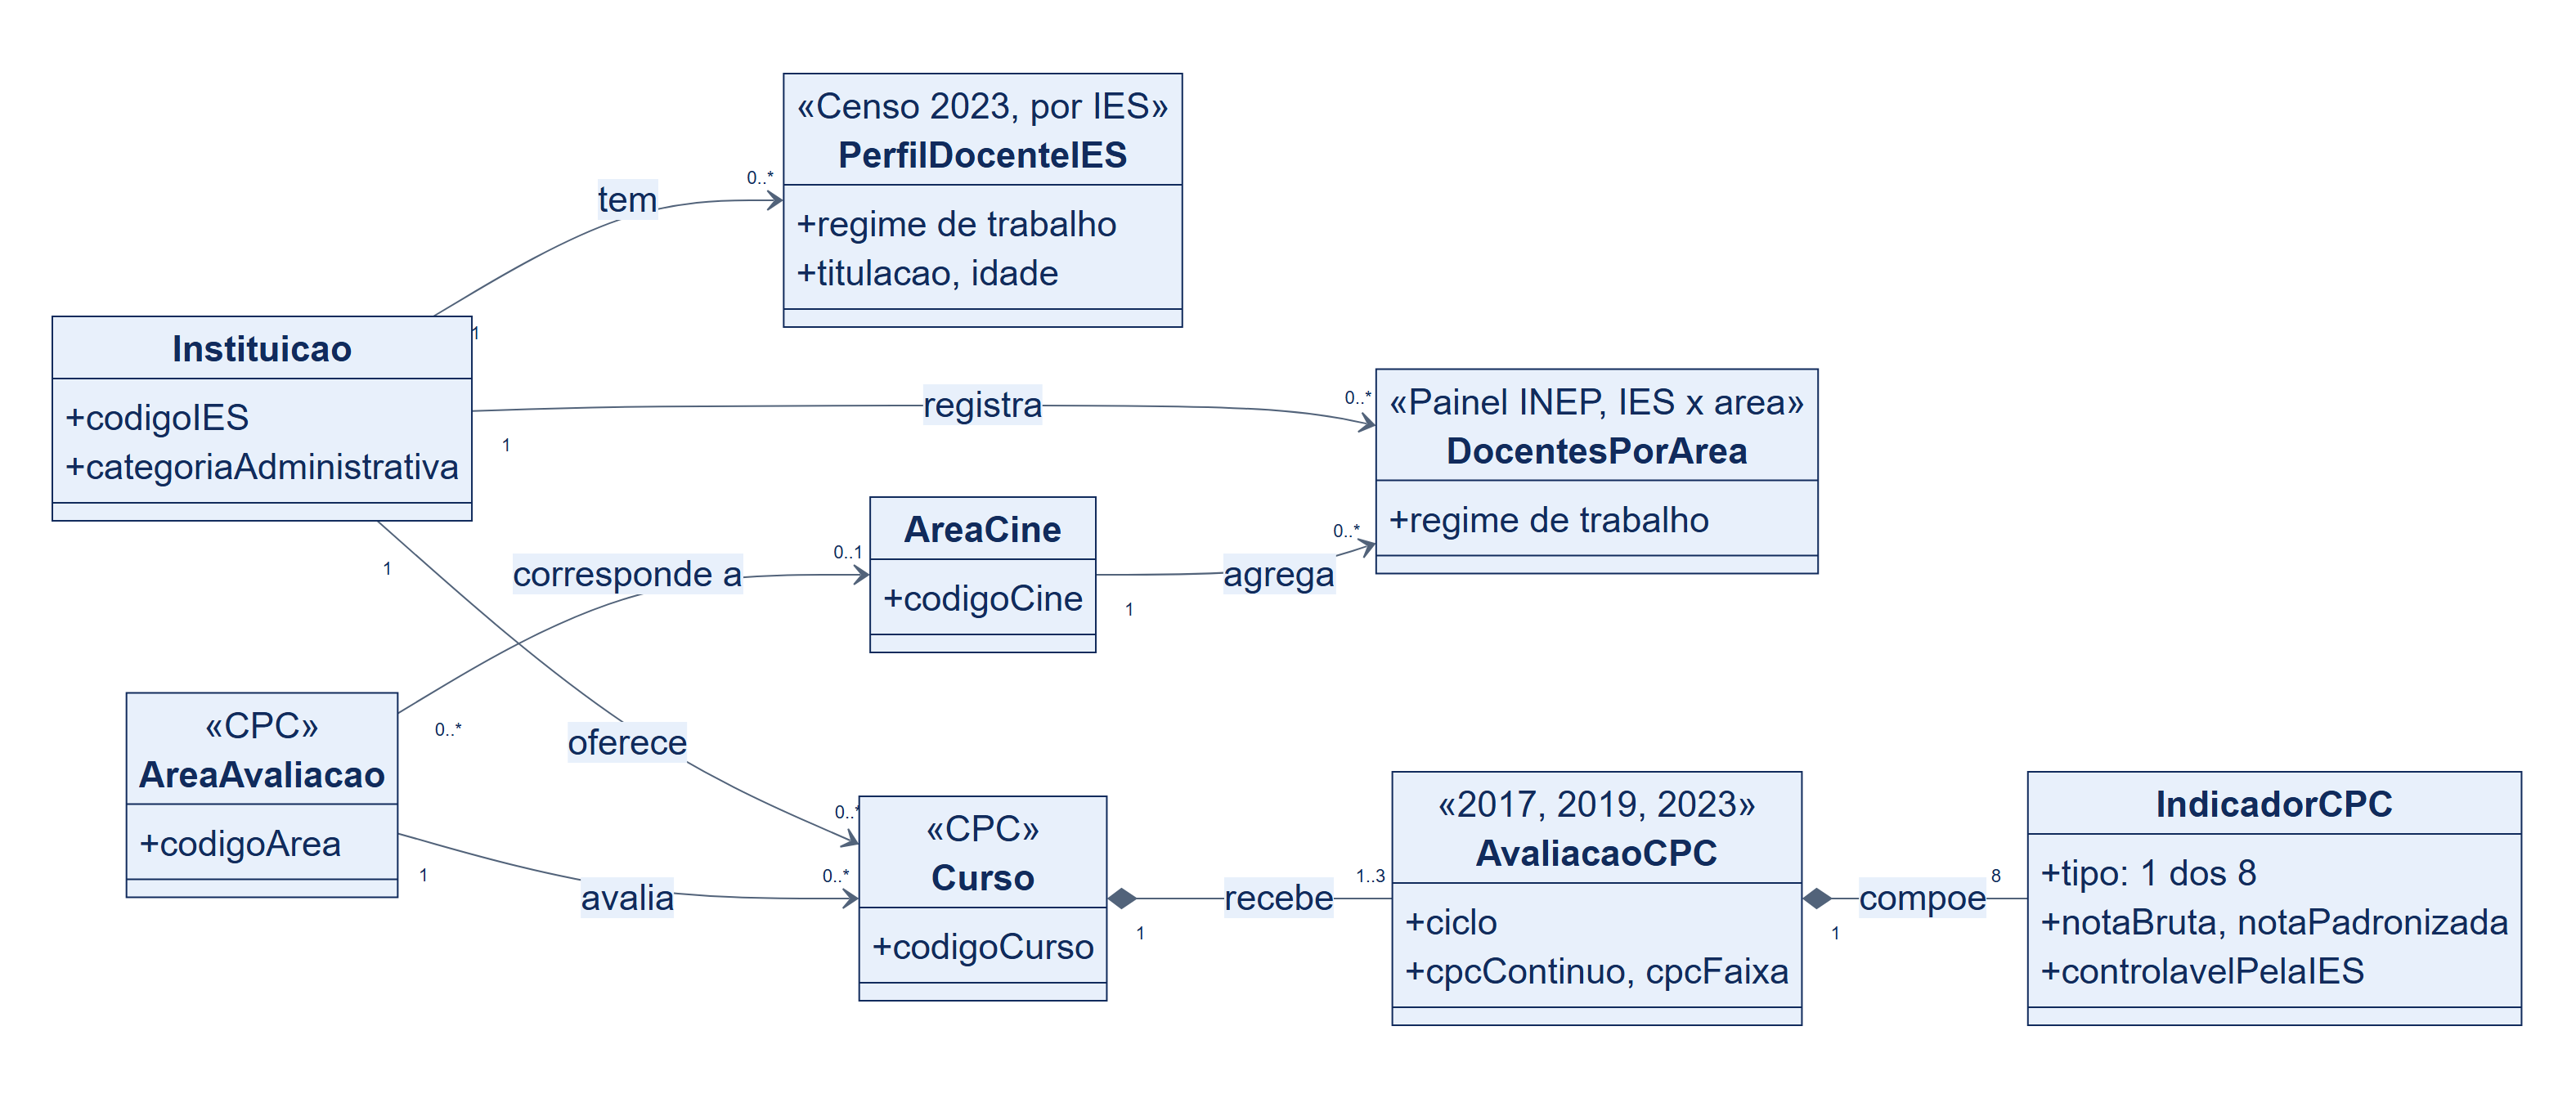 «Censo 2023, por IES»
PerfilDocenteIES
+regime de trabalho
+titulacao, idade
tem
0..*
1
Instituicao
+codigoIES
+categoriaAdministrativa
registra
1
0..*
«Painel INEP, IES x area»
DocentesPorArea
+regime de trabalho
AreaCine
+codigoCine
corresponde a
0..1
0..*
agrega
1
0..*
1
oferece
0..*
«CPC»
AreaAvaliacao
+codigoArea
avalia
1
0..*
«CPC»
Curso
+codigoCurso
recebe
1
1..3
«2017, 2019, 2023»
AvaliacaoCPC
+ciclo
+cpcContinuo, cpcFaixa
compoe
1
8
IndicadorCPC
+tipo: 1 dos 8
+notaBruta, notaPadronizada
+controlavelPelaIES